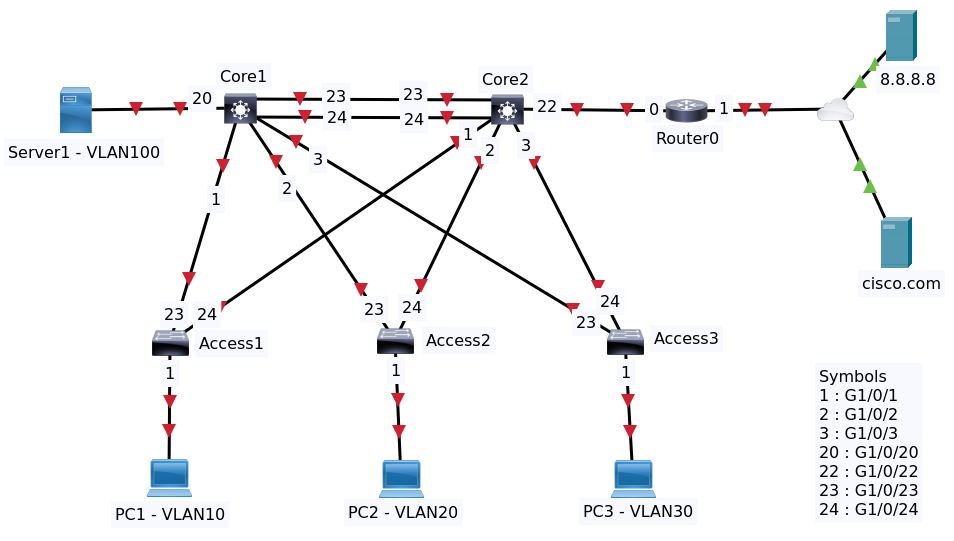 8.8.8.8
Core1
Core2
20
23
23
24
24
22
0
1
Router0
Server1 - VLAN100
1
2
3
1
2
3
cisco.com
23
24
23
24
23
24
Access1
Access2
Access3
1
1
1
PC1 - VLAN10
PC2 - VLAN20
PC3 - VLAN30
Symbols
1 : G1/0/1
2 : G1/0/2
3 : G1/0/3
20 : G1/0/20
22 : G1/0/22
23 : G1/0/23
24 : G1/0/24